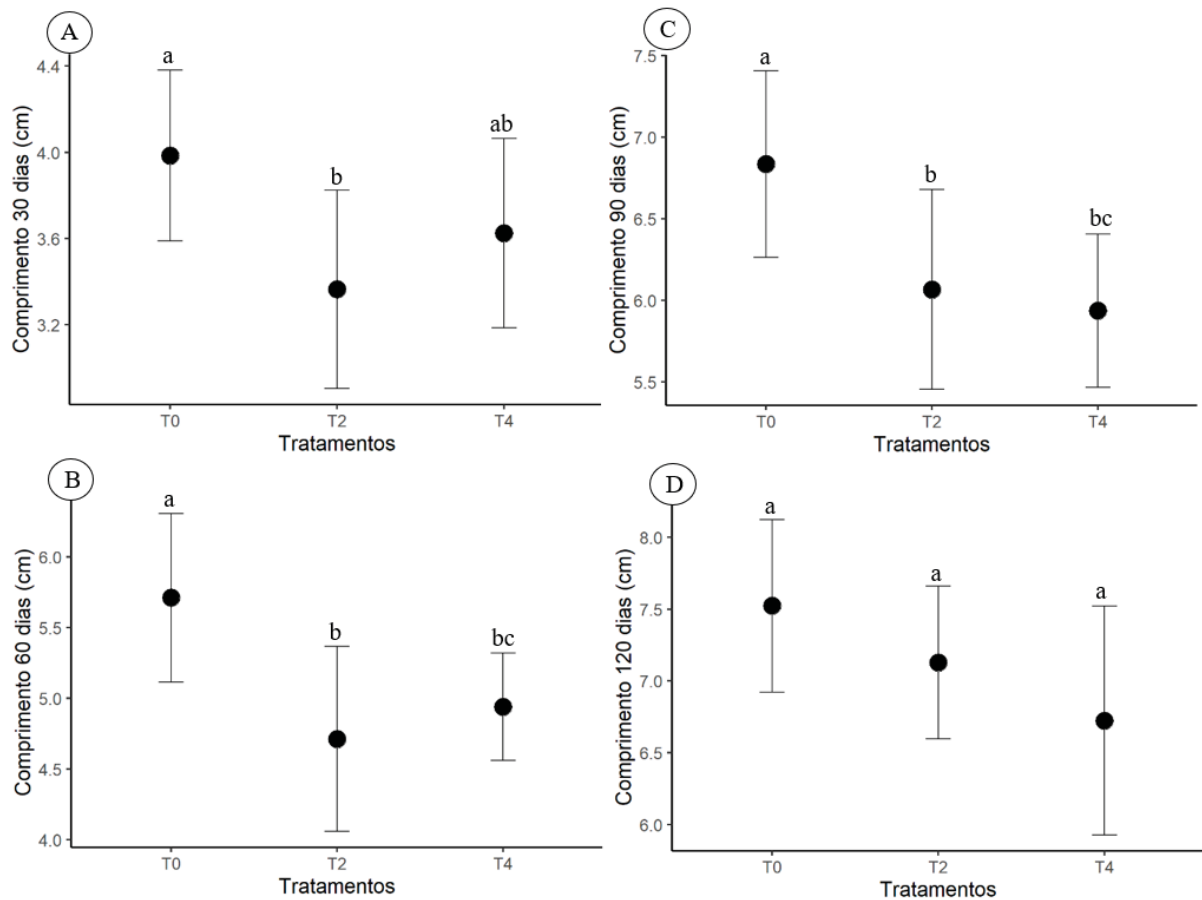 A
a
4.4
ab
4.0
b
3.6
3.2
Comprimento 30 dias (cm)
T0 T2 T4
Tratamentos
B
a
6.0
5.5
b
bc
5.0
4.5
4.0
Comprimento 60 dias (cm)
T0 T2 T4
Tratamentos
C
7.5
a
7.0
b
6.5
bc
6.0
5.5
Comprimento 90 dias (cm)
T0 T2 T4
Tratamentos
D
a
8.0
a
7.5
a
7.0
6.5
6.0
Comprimento 120 dias (cm)
T0 T2 T4
Tratamentos